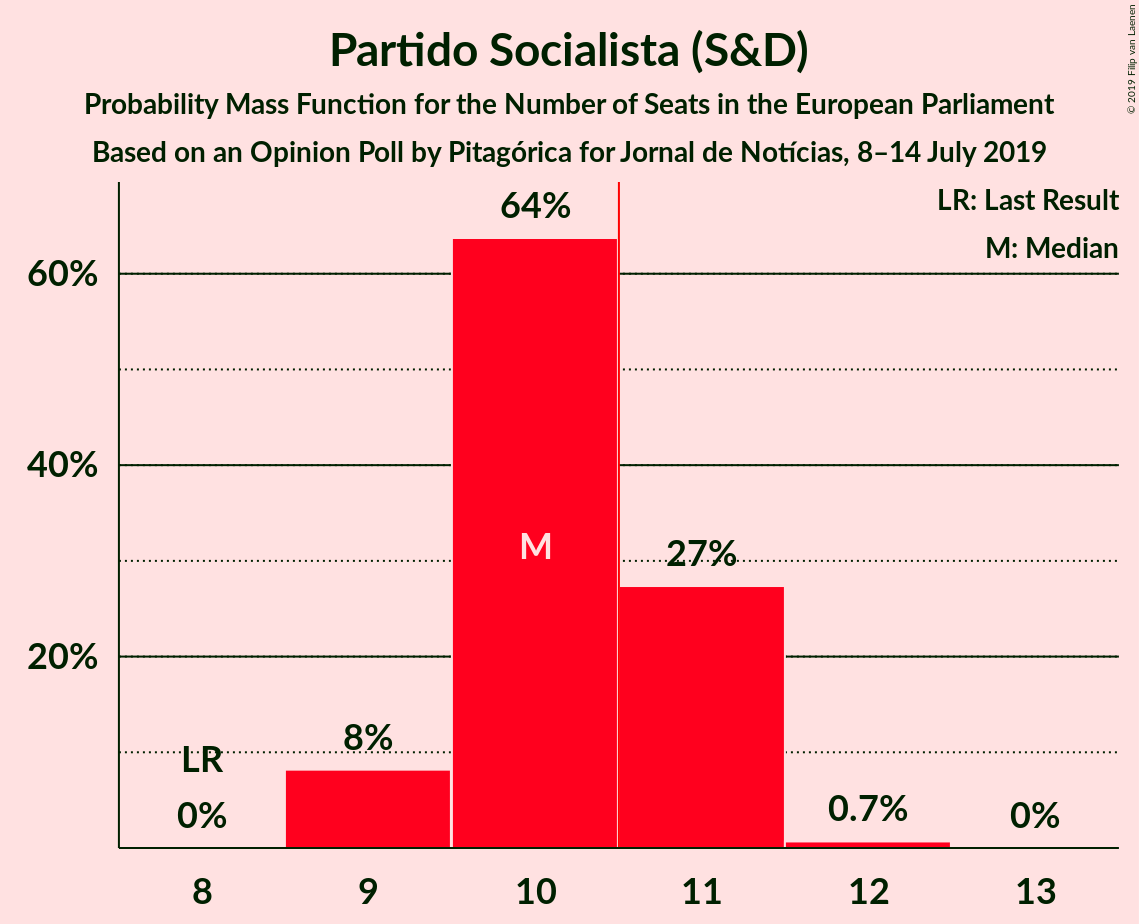 Partido Socialista (S&D)
Probability Mass Function for the Number of Seats in the European Parliament
Based on an Opinion Poll by Pitagórica for Jornal de Notícias, 8–14 July 2019
© 2019 Filip van Laenen
LR: Last Result
M: Median
64%
60%
40%
M
27%
20%
8%
LR
0%
0.7%
0%
8 9 10 11 12 13